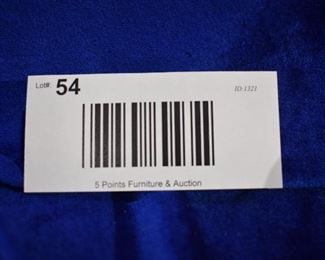 Lot#: 54 ID:1321
5 Points Furniture & Auction